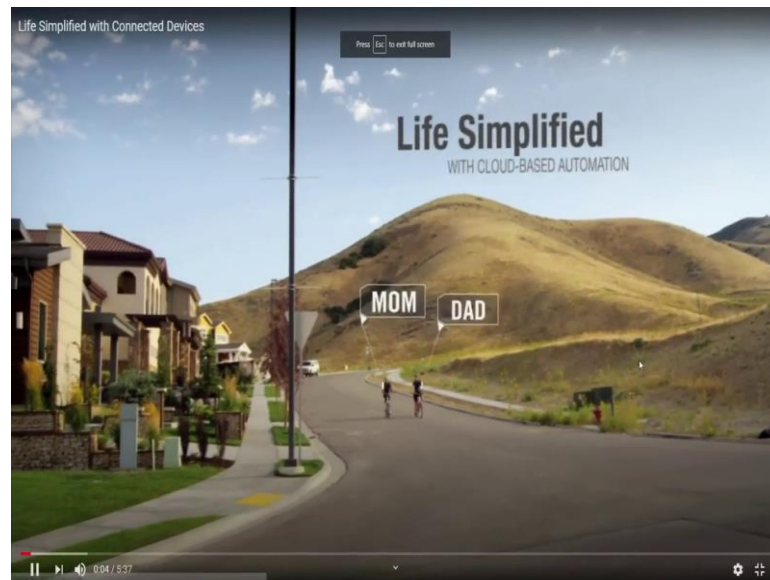 Life Simplified with Connected Devices
Press Esc to exit full screen
Life Simplified
WITH CLOUD-BASED AUTOMATION
MOM
DAD
0:04 / 5:37